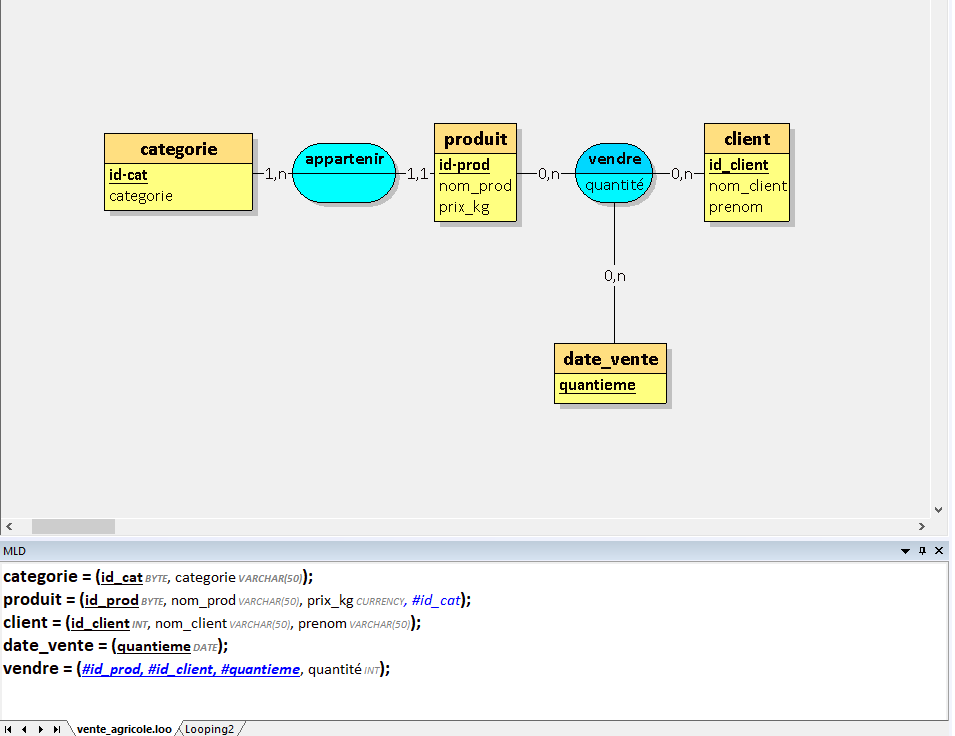 categorie
id-cat
categorie
1,n
appartenir
1,1
produit
id-prod
nom_prod
prix_kg
0,n
vendre
quantité
0,n
client
id_client
nom_client
prenom
0,n
date_vente
quantieme
MLD
categorie = (id_cat BYTE, categorie VARCHAR(50));
produit = (id_prod BYTE, nom_prod VARCHAR(50), prix_kg CURRENCY, #id_cat);
client = (id_client INT, nom_client VARCHAR(50), prenom VARCHAR(50));
date_vente = (quantieme DATE);
vendre = (#id_prod, #id_client, #quantieme, quantité INT);
vente_agricole.loo Looping2